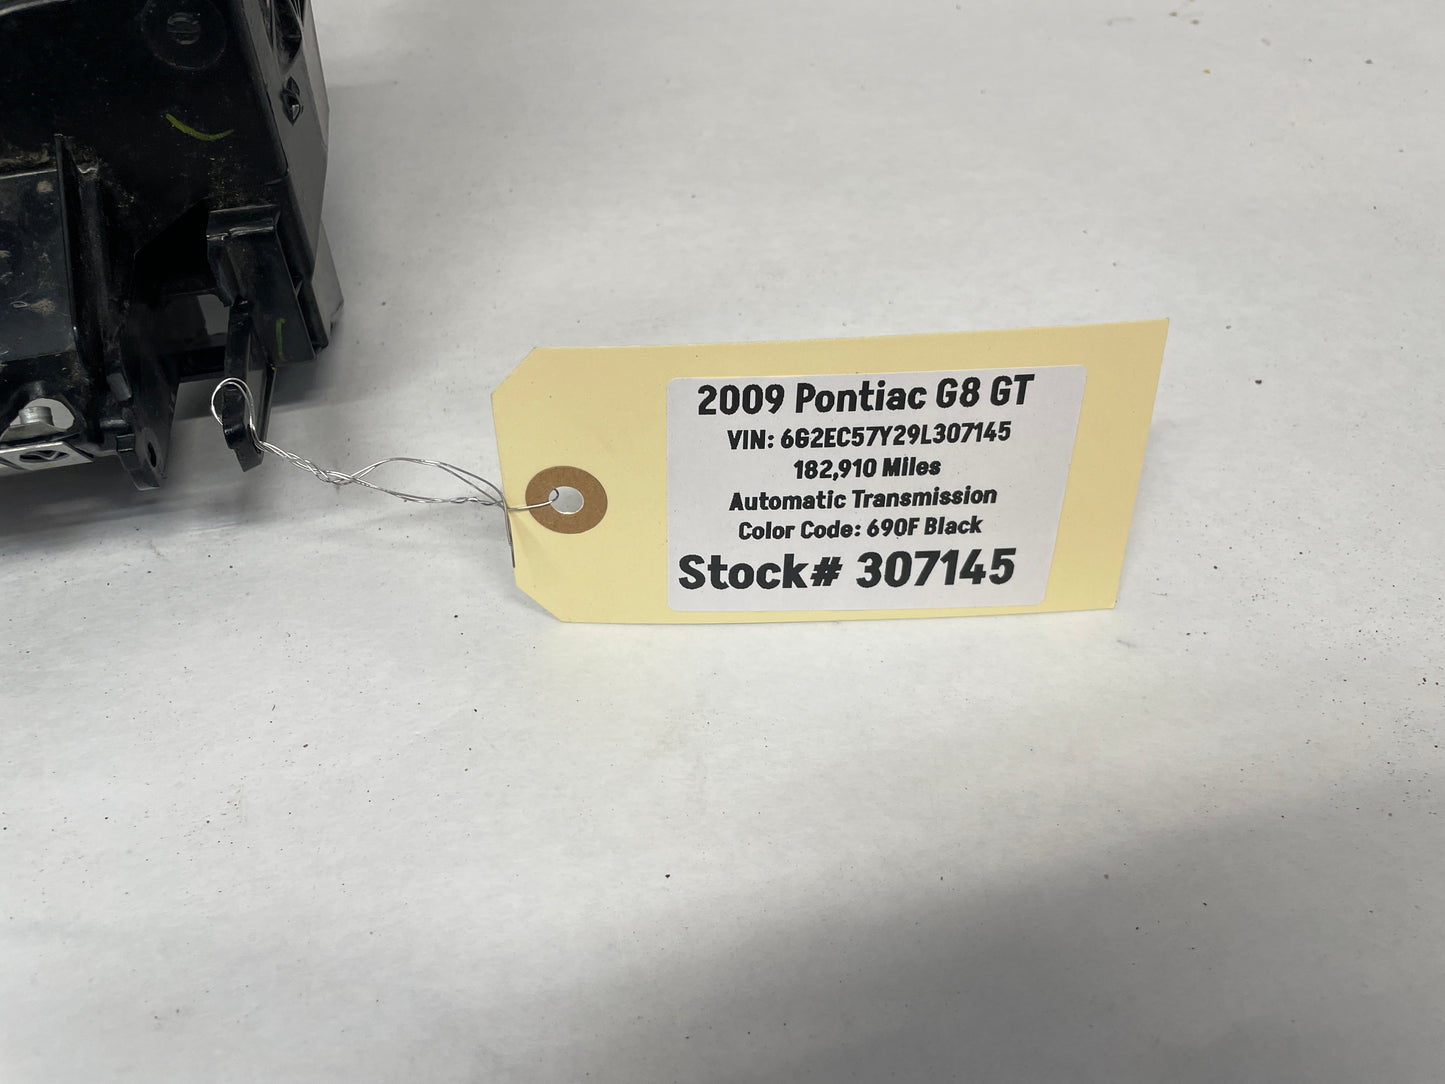 2009 Pontiac G8 GT
VIN: 6G2EC57Y29L307145
182,910 Miles
Automatic Transmission
Color Code: 690F Black
Stock# 307145